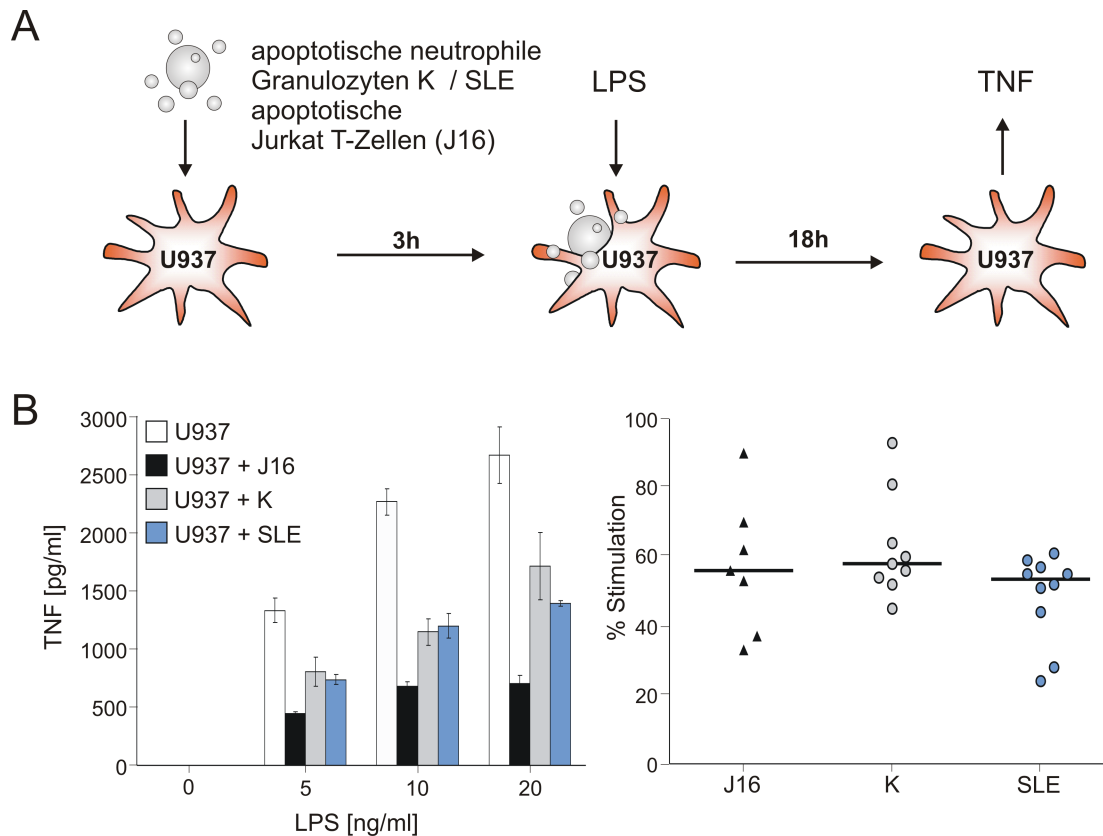 A
apoptotische neutrophile
Granulozyten K / SLE
apoptotische
Jurkat T-Zellen (J16)
LPS
TNF
U937
3h
U937
18h
U937
B
TNF [pg/ml]
3000
2500
2000
1500
1000
500
0
U937
U937 + J16
U937 + K
U937 + SLE
0
5
10
20
LPS [ng/ml]
% Stimulation
100
80
60
40
20
0
J16
K
SLE